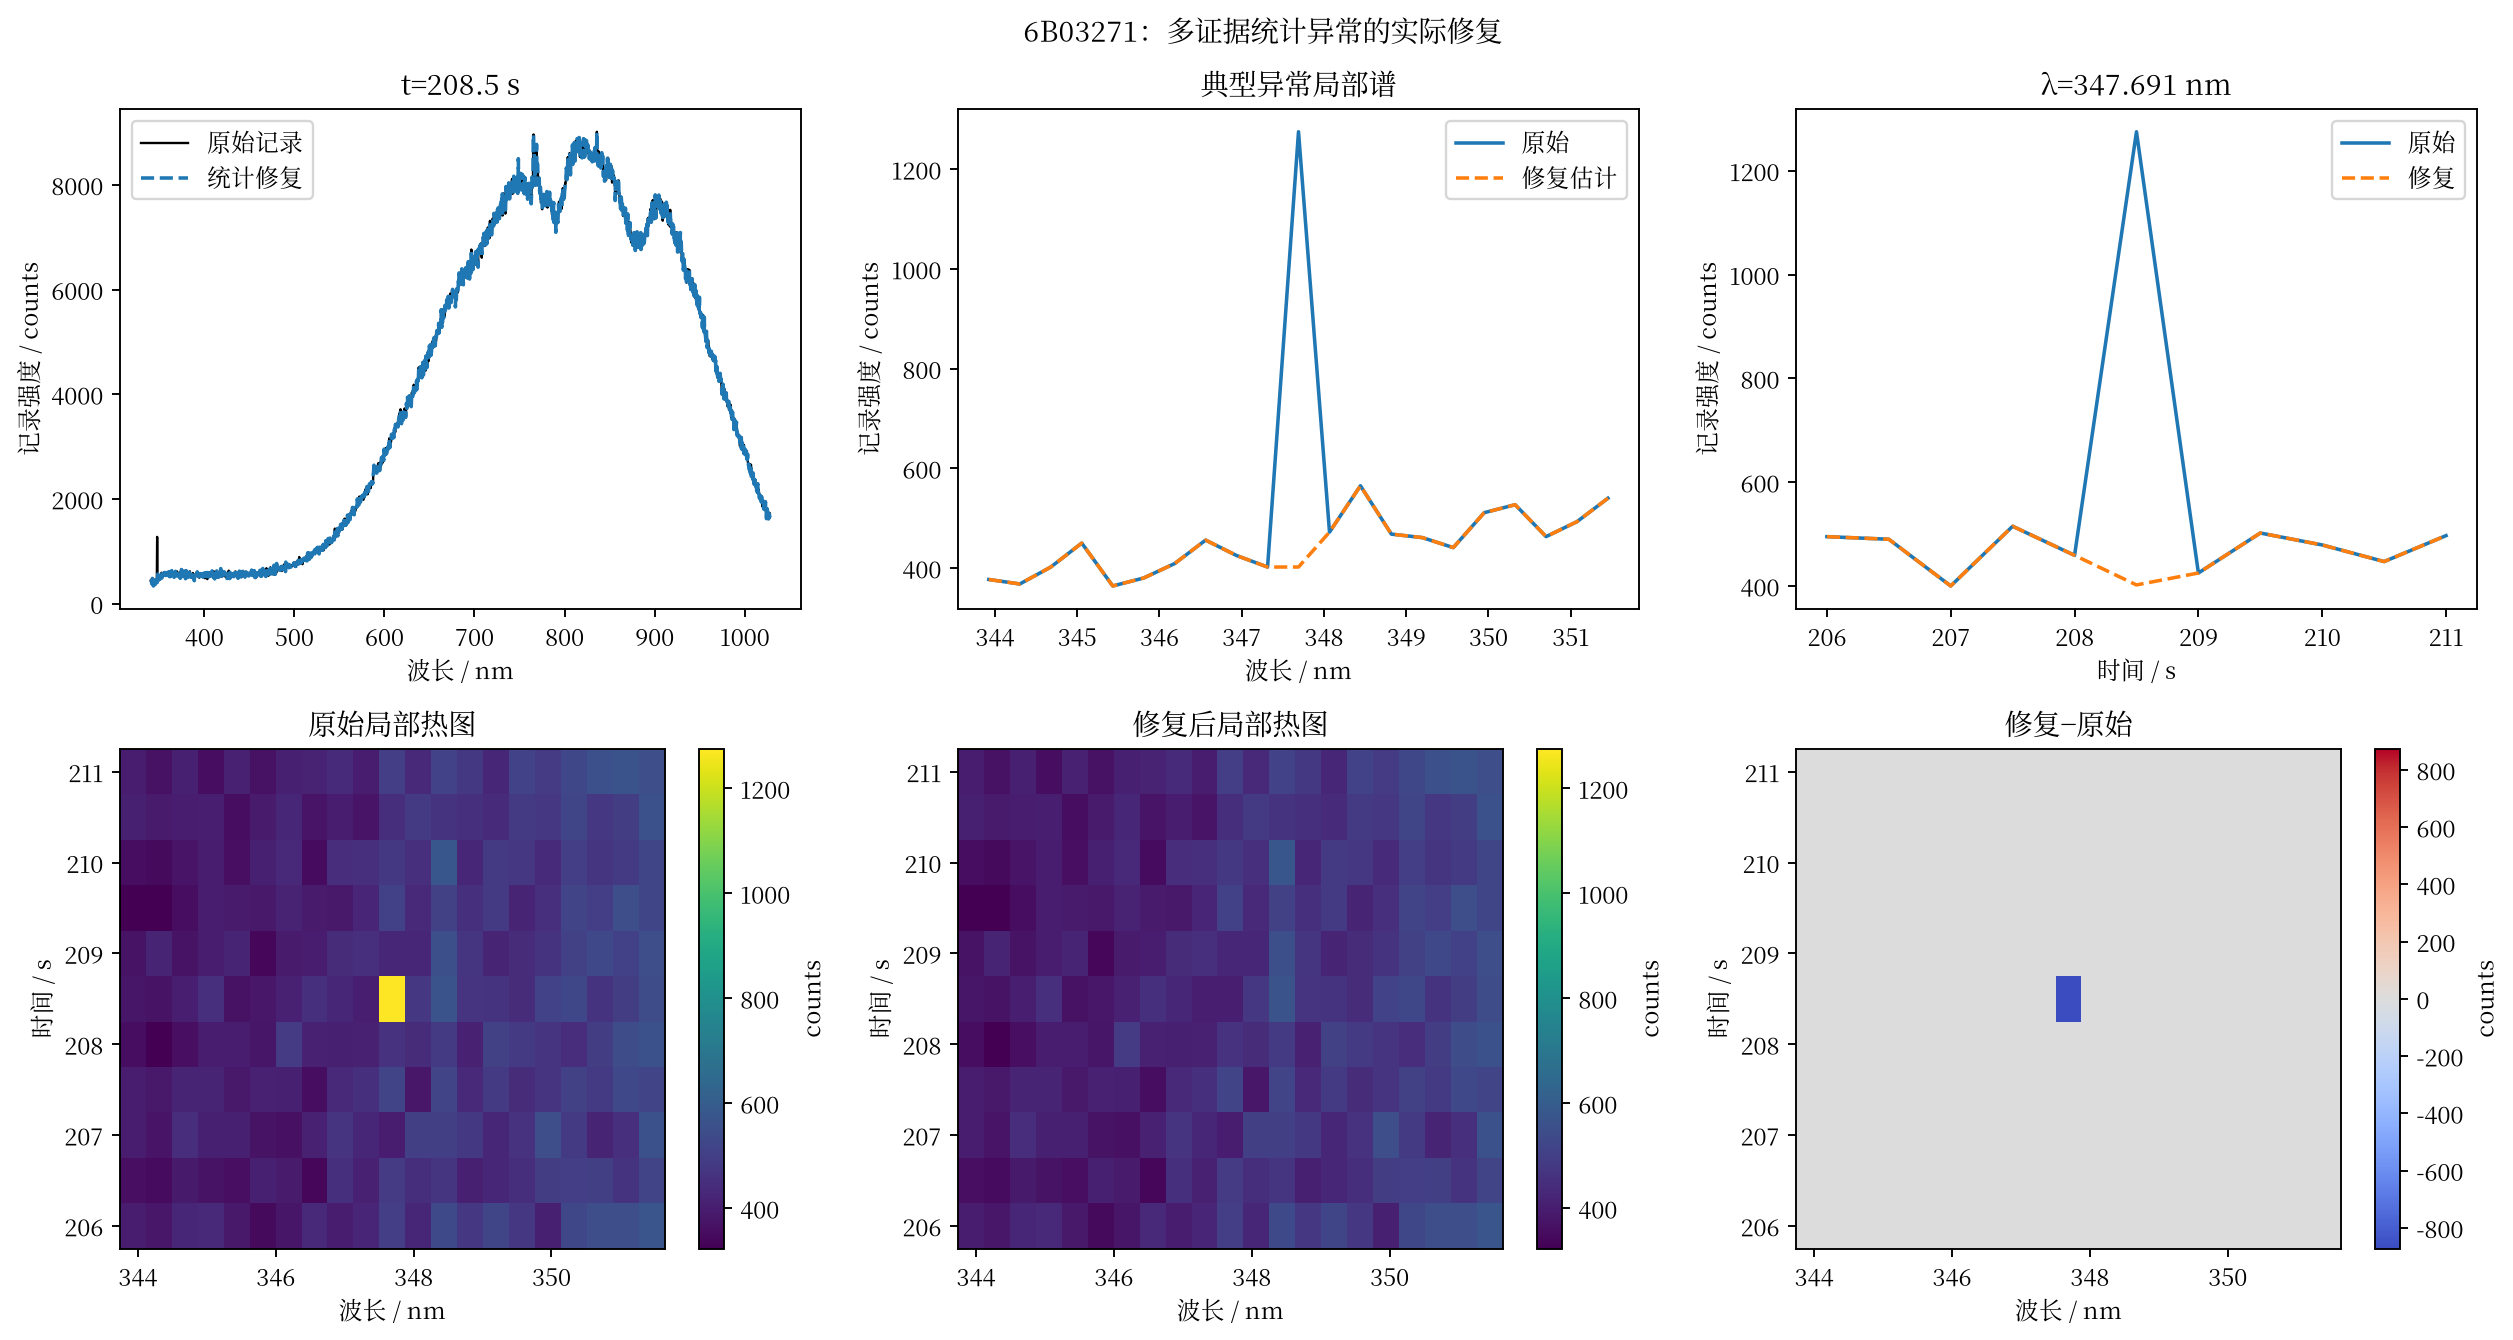 6B03271：多证据统计异常的实际修复
t=208.5 s
原始记录
统计修复
8000
6000
4000
2000
0
记录强度 / counts
400 500 600 700 800 900 1000
波长 / nm
典型异常局部谱
原始
修复估计
1200
1000
800
600
400
记录强度 / counts
344 345 346 347 348 349 350 351
波长 / nm
λ=347.691 nm
原始
修复
1200
1000
800
600
400
记录强度 / counts
206 207 208 209 210 211
时间 / s
原始局部热图
211
210
209
208
207
206
时间 / s
344 346 348 350
波长 / nm
1200
1000
800
600
400
counts
修复后局部热图
211
210
209
208
207
206
时间 / s
344 346 348 350
波长 / nm
1200
1000
800
600
400
counts
修复−原始
211
210
209
208
207
206
时间 / s
344 346 348 350
波长 / nm
800
600
400
200
0
-200
-400
-600
-800
counts